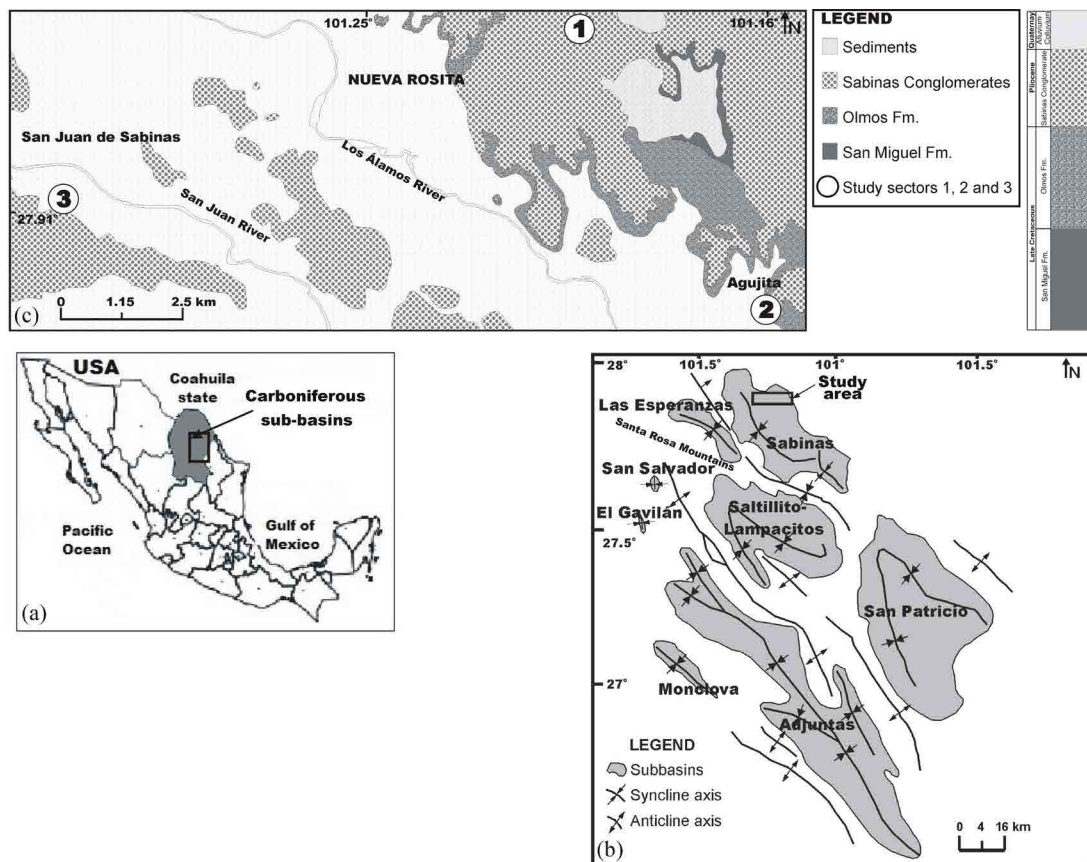 101.25°
101.16°
N
NUEVA ROSITA
San Juan de Sabinas
Los Álamos River
San Juan River
1
2
3
27.91°
Agujita
0 1.15 2.5 km
(c)
LEGEND
Sediments
Sabinas Conglomerates
Olmos Fm.
San Miguel Fm.
Study sectors 1, 2 and 3
Quaternay
Alluvium
Colluvium
Pliocene
Sabinas Conglomerate
Late Cretaceous
Olmos Fm.
San Miguel Fm.
USA
Coahuila
state
Carboniferous
sub-basins
Pacific
Ocean
Gulf of
Mexico
(a)
28°
101.5°
101°
101.5°
N
Study
area
Las Esperanzas
Santa Rosa Mountains
Sabinas
San Salvador
El Gavilán
27.5°
Saltillito-
Lampacitos
San Patricio
27°
Monclova
Adjuntas
LEGEND
Subbasins
Syncline axis
Anticline axis
0 4 16 km
(b)